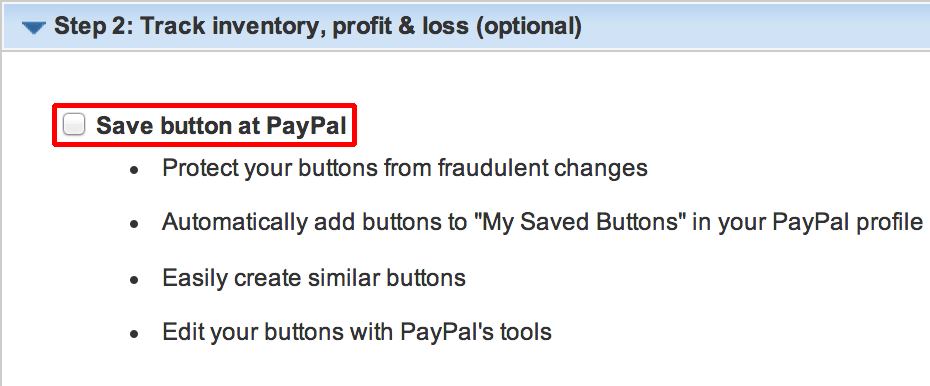 Step 2: Track inventory, profit & loss (optional)
Save button at PayPal
• Protect your buttons from fraudulent changes
• Automatically add buttons to "My Saved Buttons" in your PayPal profile
• Easily create similar buttons
• Edit your buttons with PayPal's tools